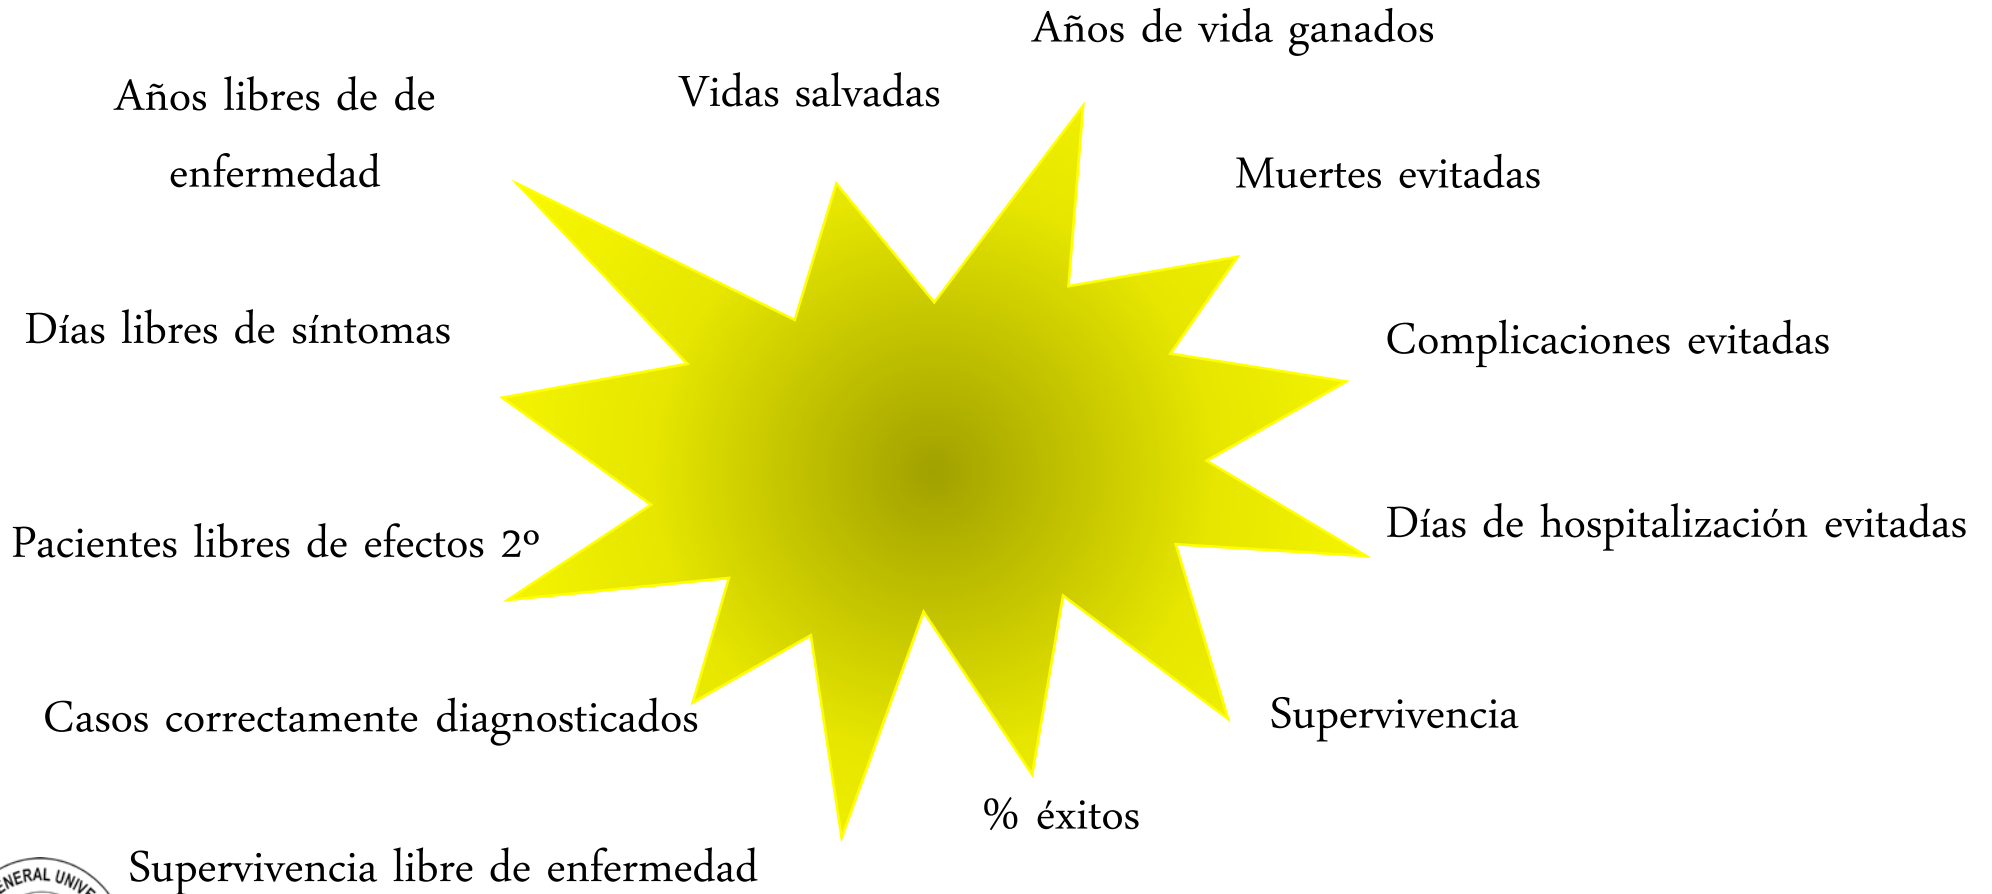 Años de vida ganados
Vidas salvadas
Años libres de de
enfermedad
Muertes evitadas
Días libres de síntomas
Complicaciones evitadas
Días de hospitalización evitadas
Pacientes libres de efectos 2º
Casos correctamente diagnosticados
Supervivencia
% éxitos
Supervivencia libre de enfermedad